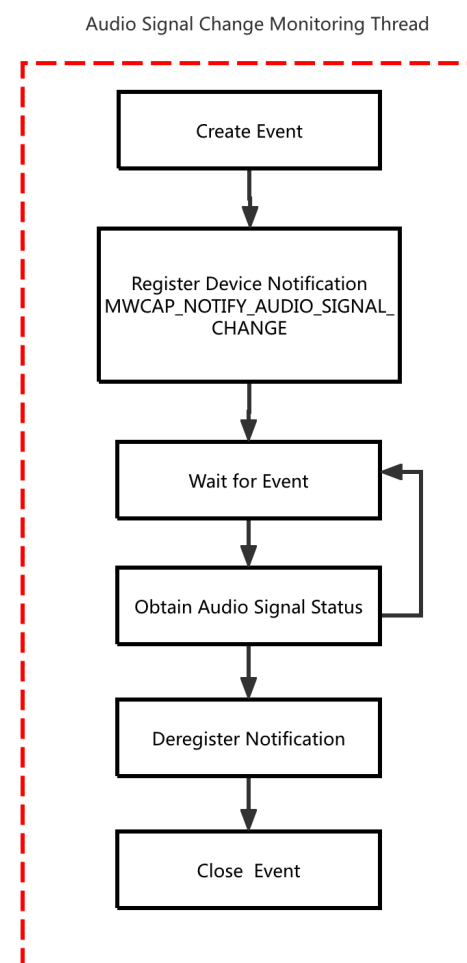 Audio Signal Change Monitoring Thread
Create Event
Register Device Notification
MWCAP_NOTIFY_AUDIO_SIGNAL_
CHANGE
Wait for Event
Obtain Audio Signal Status
Deregister Notification
Close  Event